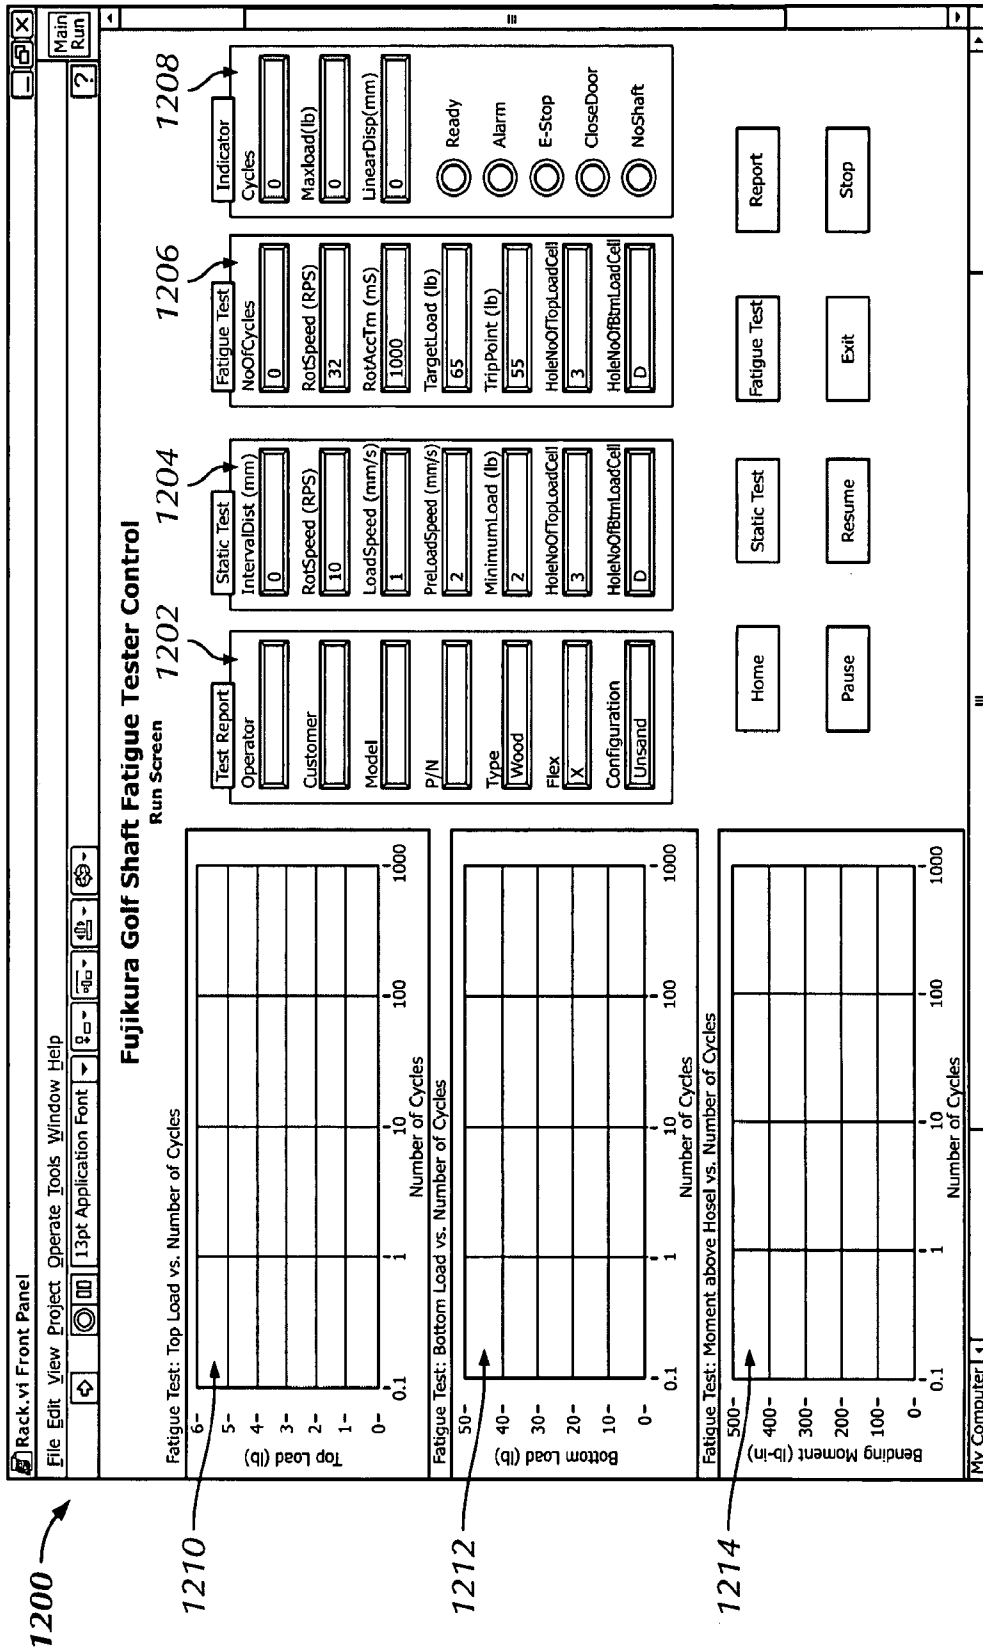 1200
Rack.vi Front Panel
File Edit View Project Operate Tools Window Help
13pt Application Font
?
Main
Run
Fujikura Golf Shaft Fatigue Tester Control
Run Screen
1210
Fatigue Test: Top Load vs. Number of Cycles
Top Load (lb)
6-
5-
4-
3-
2-
1-
0-
0.1
1
10
100
1000
Number of Cycles
1212
Fatigue Test: Bottom Load vs. Number of Cycles
Bottom Load (lb)
50-
40-
30-
20-
10-
0-
0.1
1
10
100
1000
Number of Cycles
1214
Fatigue Test: Moment above Hosel vs. Number of Cycles
Bending Moment (lb-in)
500-
400-
300-
200-
100-
0-
0.1
1
10
100
1000
Number of Cycles
1202
Test Report
Operator
Customer
Model
P/N
Type
Wood
Flex
X
Configuration
Unsand
1204
Static Test
IntervalDist (mm)
0
RotSpeed (RPS)
10
LoadSpeed (mm/s)
1
PreLoadSpeed (mm/s)
2
MinimumLoad (lb)
2
HoleNoOfTopLoadCell
3
HoleNoOfBtmLoadCell
D
1206
Fatigue Test
NoOfCycles
0
RotSpeed (RPS)
32
RotAccTm (mS)
1000
TargetLoad (lb)
65
TripPoint (lb)
55
HoleNoOfTopLoadCell
3
HoleNoOfBtmLoadCell
D
1208
Indicator
Cycles
0
Maxload(lb)
0
LinearDisp(mm)
0
Ready
Alarm
E-Stop
CloseDoor
NoShaft
Home
Static Test
Fatigue Test
Report
Pause
Resume
Exit
Stop
My Computer